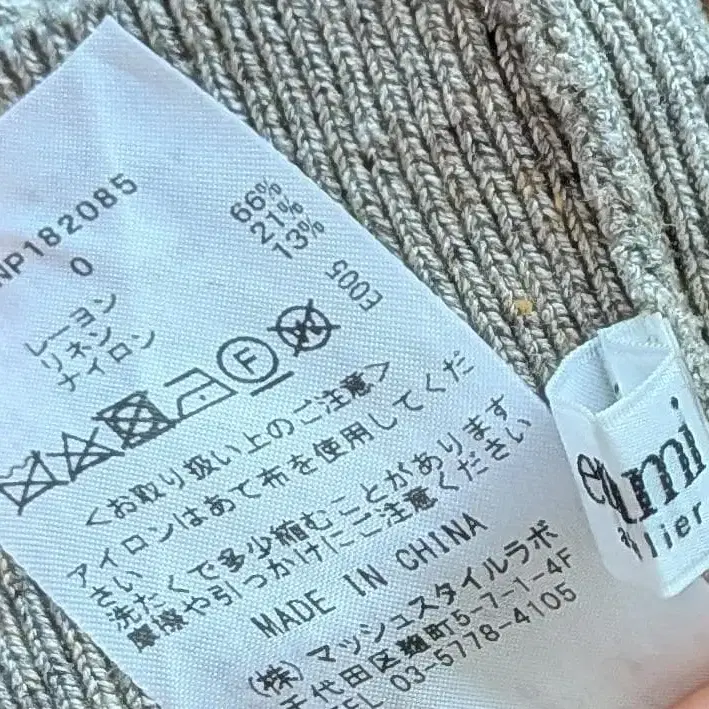 NP182085
0
レーヨン 66%
リネン 21%
ナイロン 13%
E005
F
W
<お取り扱い上のご注意>
アイロンはあて布を使用してくだ
さい
洗たくで多少縮むことがあります
摩擦や引っかけにご注意ください
MADE IN CHINA
(株)マッシュスタイルラボ
千代田区麹町5-7-1-4F
TEL 03-5778-4105